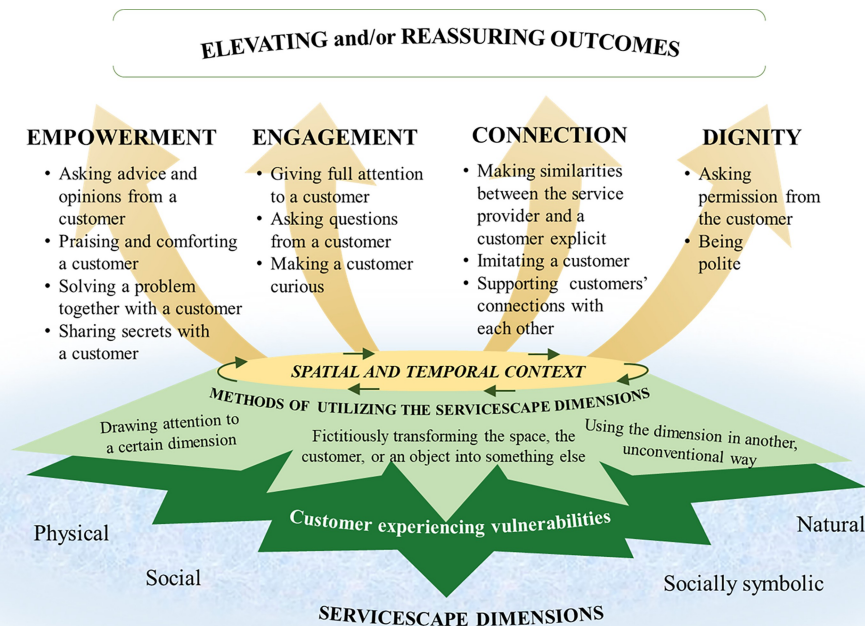 ELEVATING and/or REASSURING OUTCOMES
EMPOWERMENT
• Asking advice and
opinions from a
customer
• Praising and comforting
a customer
• Solving a problem
together with a customer
• Sharing secrets with
a customer
ENGAGEMENT
• Giving full attention
to a customer
• Asking questions
from a customer
• Making a customer
curious
CONNECTION
• Making similarities
between the service
provider and a
customer explicit
• Imitating a customer
• Supporting customers’
connections with
each other
DIGNITY
• Asking
permission from
the customer
• Being
polite
SPATIAL AND TEMPORAL CONTEXT
METHODS OF UTILIZING THE SERVICESCAPE DIMENSIONS
Drawing attention to
a certain dimension
Fictitiously transforming the space, the
customer, or an object into something else
Using the dimension in another,
unconventional way
Customer experiencing vulnerabilities
Physical
Social
Socially symbolic
Natural
SERVICESCAPE DIMENSIONS